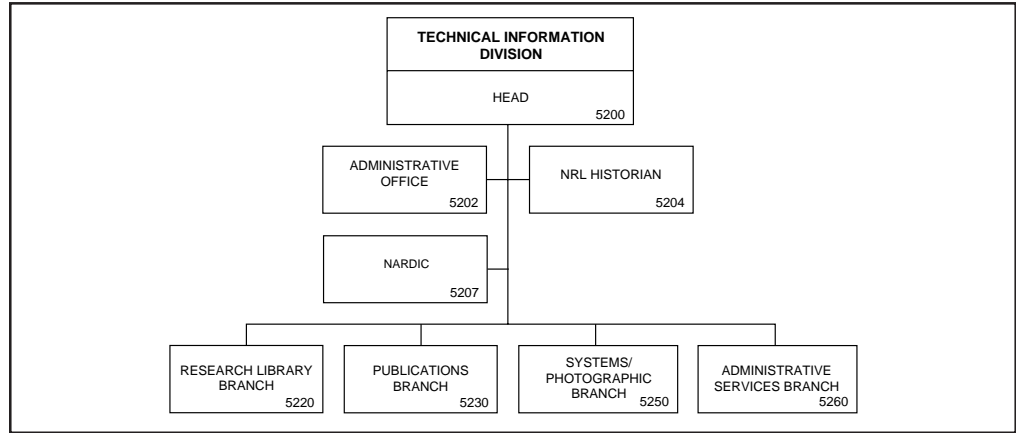 TECHNICAL INFORMATION
DIVISION
HEAD
5200
ADMINISTRATIVE
OFFICE
5202
NRL HISTORIAN
5204
NARDIC
5207
RESEARCH LIBRARY
BRANCH
5220
PUBLICATIONS
BRANCH
5230
SYSTEMS/
PHOTOGRAPHIC
BRANCH
5250
ADMINISTRATIVE
SERVICES BRANCH
5260